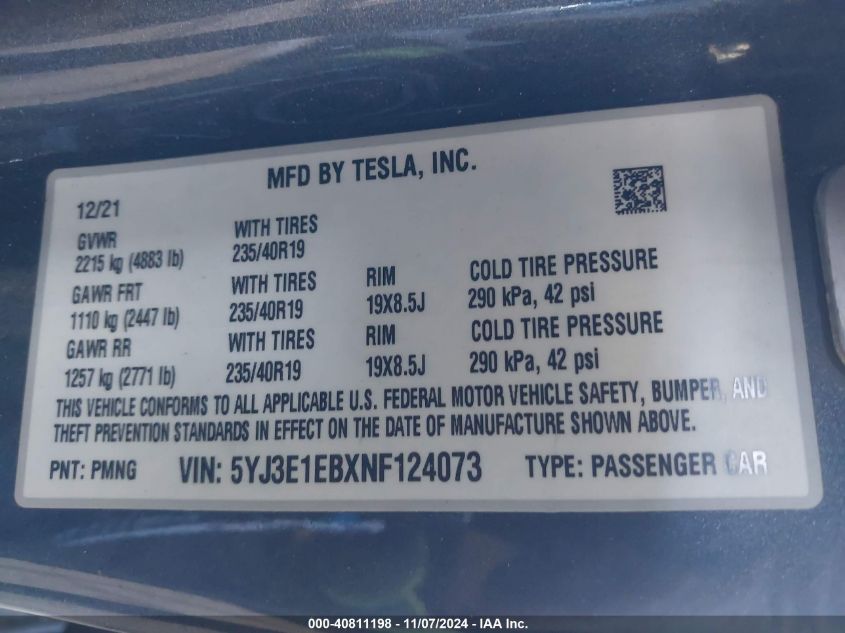 MFD BY TESLA, INC.
12/21
GVWR WITH TIRES
2215 kg (4883 lb) 235/40R19
GAWR FRT WITH TIRES RIM COLD TIRE PRESSURE
1110 kg (2447 lb) 235/40R19 19X8.5J 290 kPa, 42 psi
GAWR RR WITH TIRES RIM COLD TIRE PRESSURE
1257 kg (2771 lb) 235/40R19 19X8.5J 290 kPa, 42 psi
THIS VEHICLE CONFORMS TO ALL APPLICABLE U.S. FEDERAL MOTOR VEHICLE SAFETY, BUMPER, AND
THEFT PREVENTION STANDARDS IN EFFECT ON THE DATE OF MANUFACTURE SHOWN ABOVE.
PNT: PMNG VIN: 5YJ3E1EBXNF124073 TYPE: PASSENGER CAR
000-40811198 - 11/07/2024 - IAA Inc.